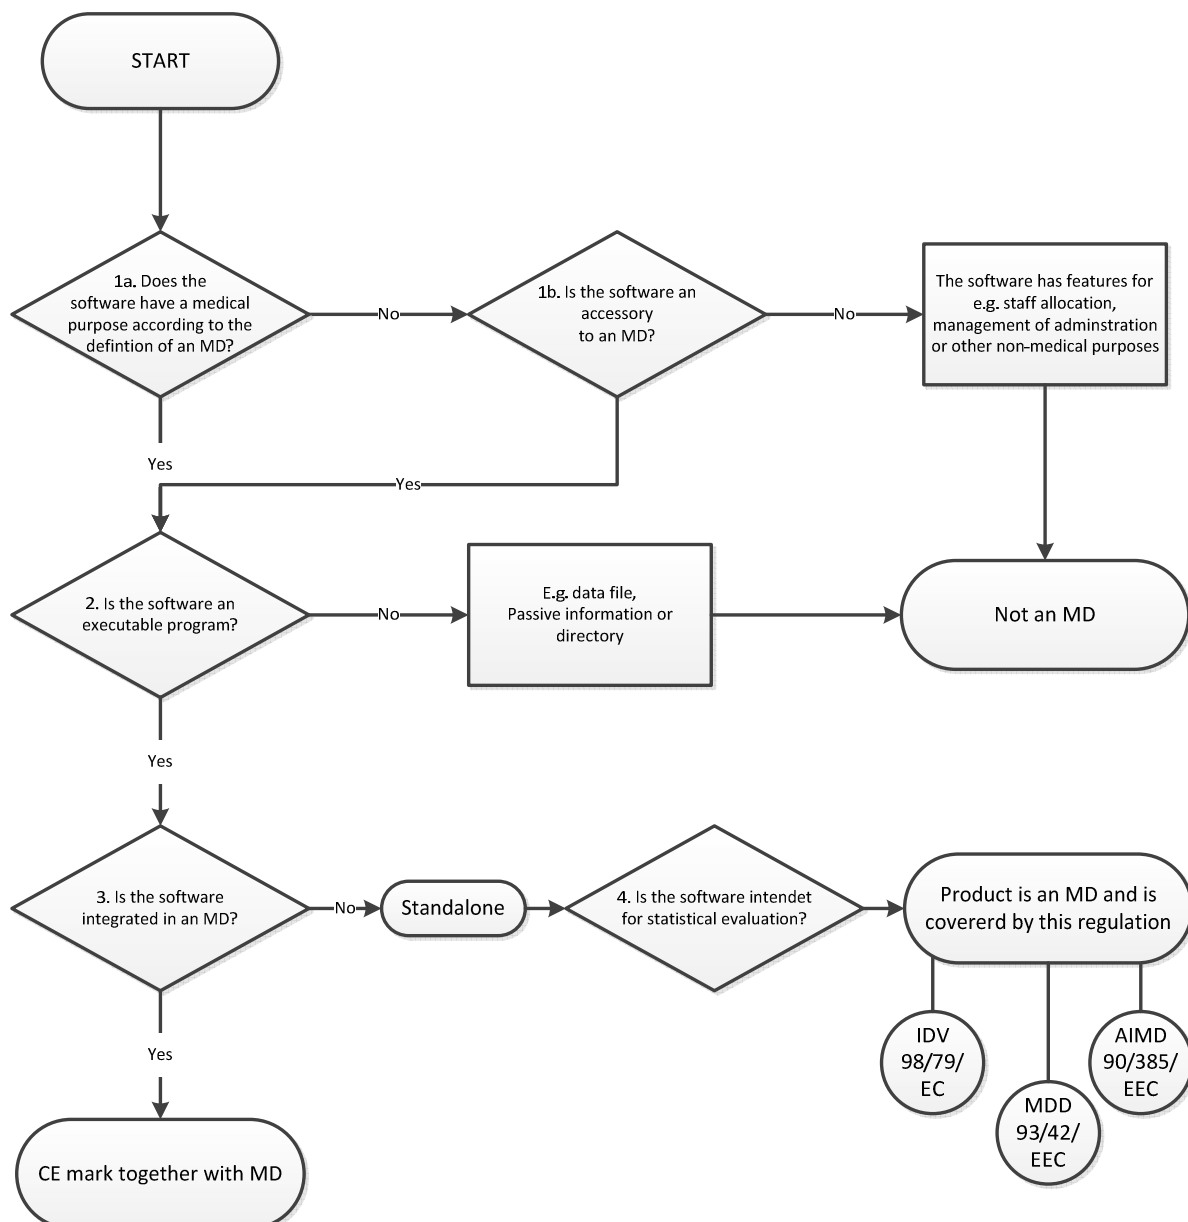 START
1a. Does the
software have a medical
purpose according to the
defintion of an MD?
No
1b. Is the software an
accessory
to an MD?
No
The software has features for
e.g. staff allocation,
management of adminstration
or other non-medical purposes
Yes
Yes
2. Is the software an
executable program?
No
E.g. data file,
Passive information or
directory
Not an MD
Yes
3. Is the software
integrated in an MD?
No
Standalone
4. Is the software intendet
for statistical evaluation?
Product is an MD and is
covererd by this regulation
IDV
98/79/
EC
MDD
93/42/
EEC
AIMD
90/385/
EEC
Yes
CE mark together with MD